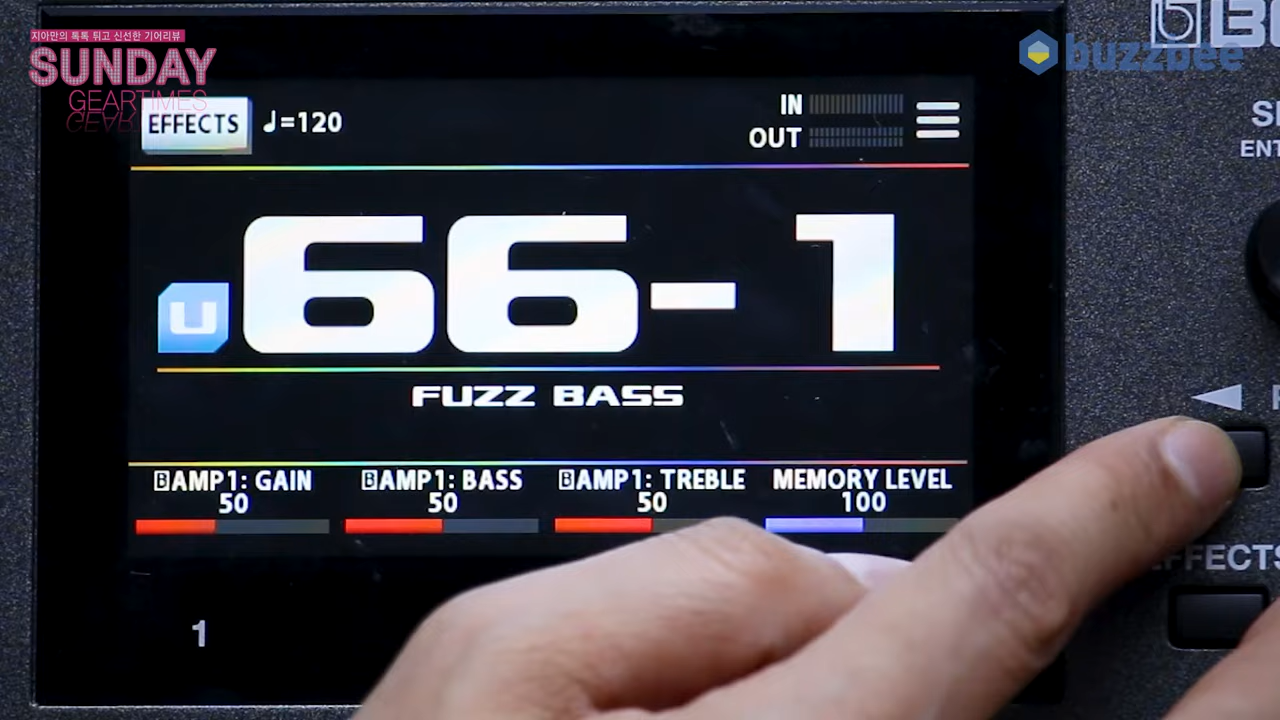 지아만의 톡톡 튀고 신선한 기어리뷰
SUNDAY
GEARTIMES
buzzbee
EFFECTS
♩=120
IN
OUT
U
66-1
FUZZ BASS
BAMP1: GAIN
50
BAMP1: BASS
50
BAMP1: TREBLE
50
MEMORY LEVEL
100
1